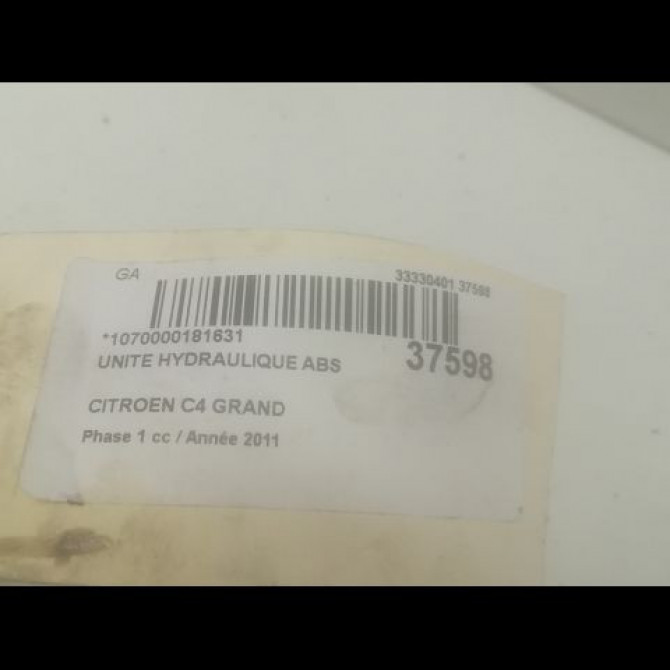 GA
33330401 37598
*1070000181631
UNITE HYDRAULIQUE ABS
37598
CITROEN C4 GRAND
Phase 1 cc / Année 2011